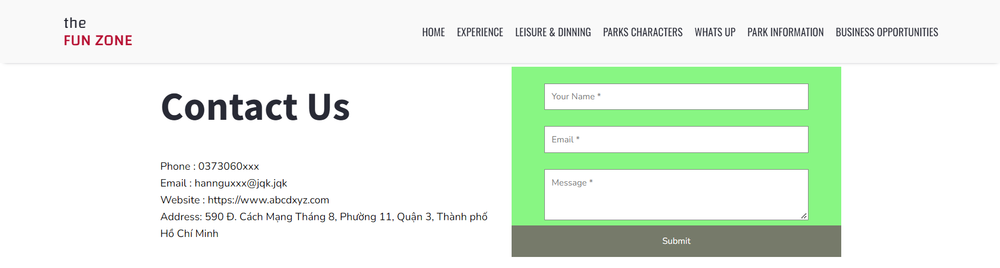 the
FUN ZONE
HOME EXPERIENCE LEISURE & DINNING PARKS CHARACTERS WHATS UP PARK INFORMATION BUSINESS OPPORTUNITIES
Contact Us
Phone : 0373060xxx
Email : hannguxxx@jqk.jqk
Website : https://www.abcdxyz.com
Address: 590 Đ. Cách Mạng Tháng 8, Phường 11, Quận 3, Thành phố
Hồ Chí Minh
Your Name *
Email *
Message *
Submit